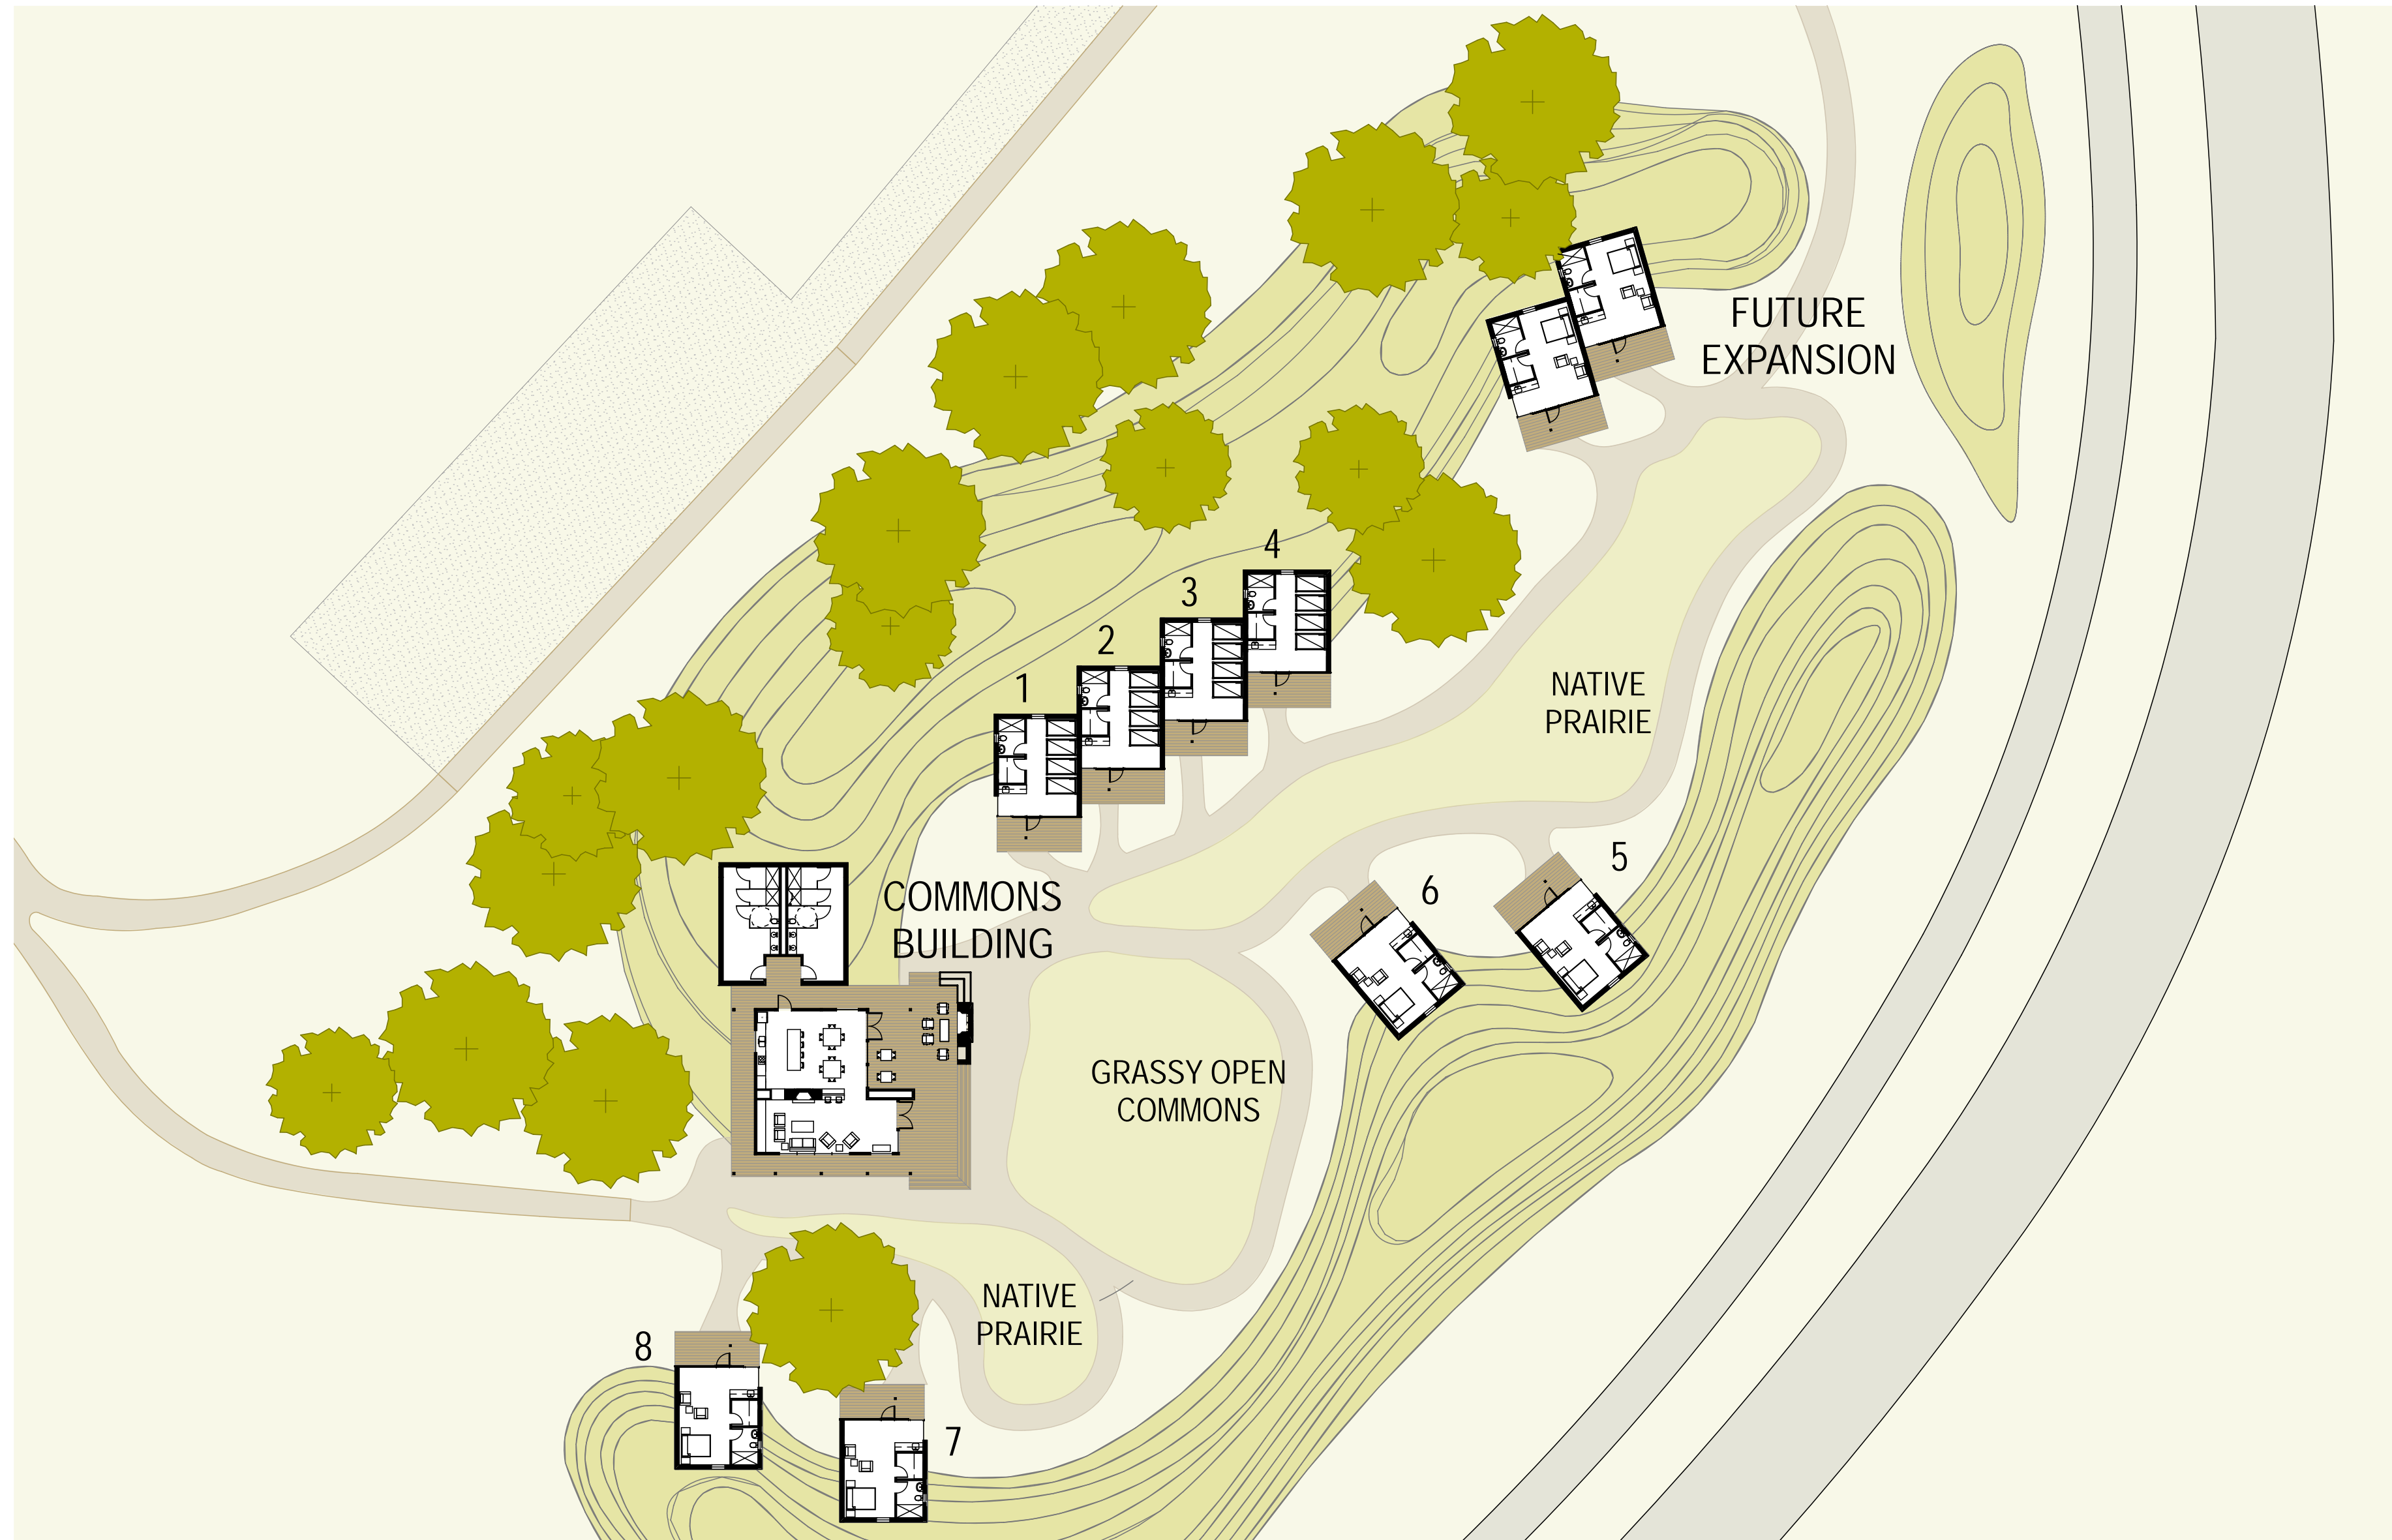 FUTURE
EXPANSION
4
3
2
1
NATIVE
PRAIRIE
5
6
COMMONS
BUILDING
GRASSY OPEN
COMMONS
NATIVE
PRAIRIE
8
7